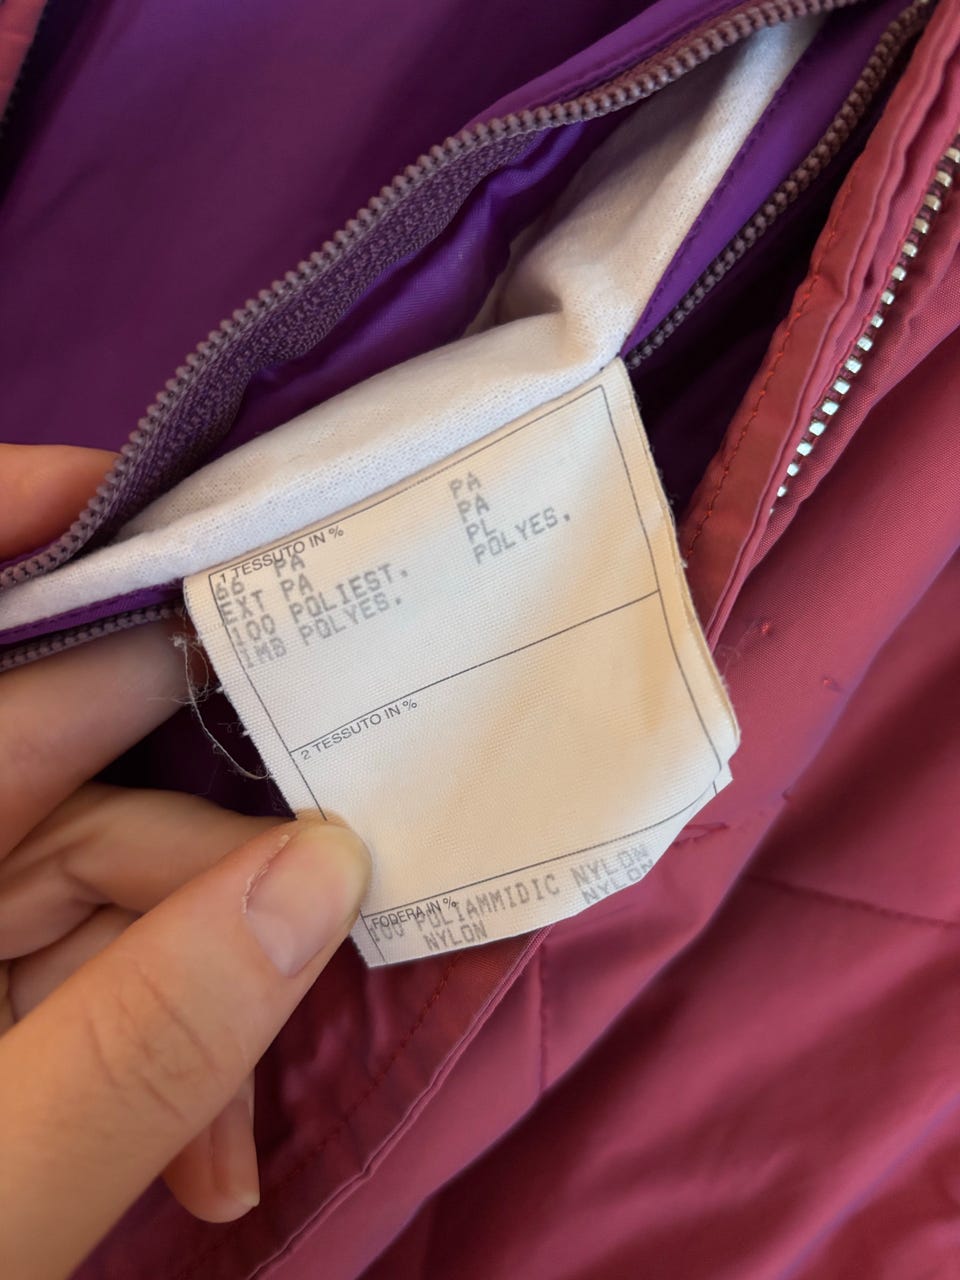 1 TESSUTO IN %
66 PA PA
EXT PA PA
100 POLIEST. PL
IMB POLYES. POLYES.
2 TESSUTO IN %
FODERA IN %
100 POLIAMMIDIC NYLON
NYLON NYLON